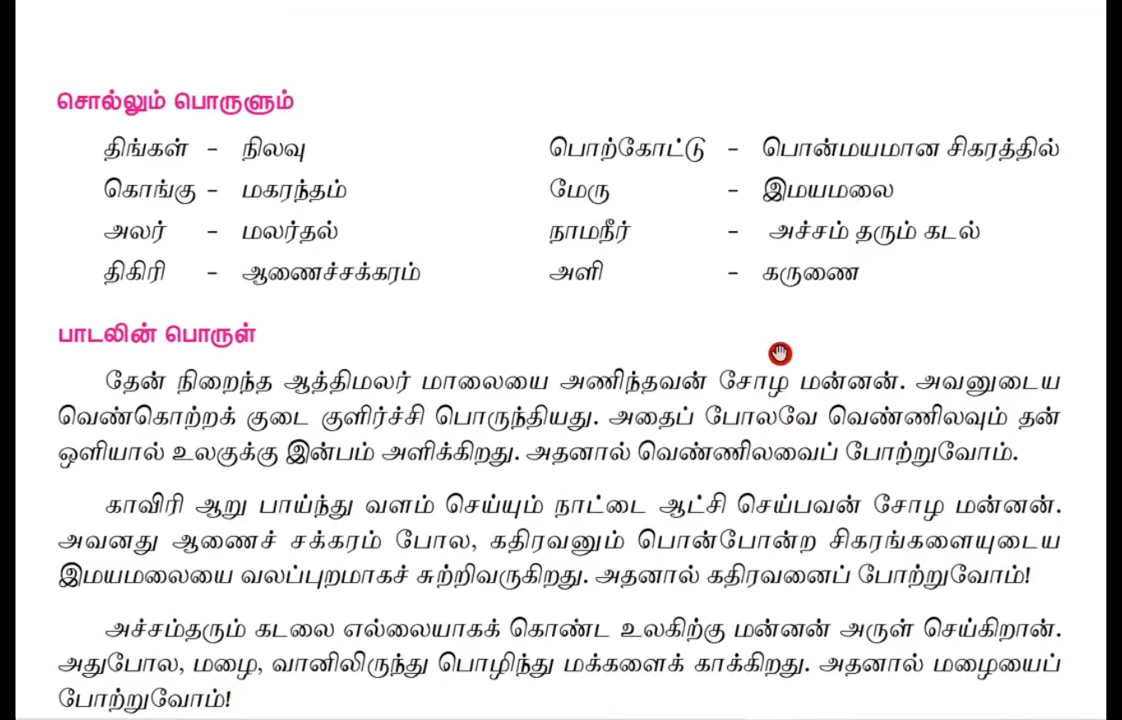 சொல்லும் பொருளும்
திங்கள் – நிலவு பொற்கோட்டு – பொன்மயமான சிகரத்தில்
கொங்கு – மகரந்தம் மேரு – இமயமலை
அலர் – மலர்தல் நாமநீர் – அச்சம் தரும் கடல்
திகிரி – ஆணைச்சக்கரம் அளி – கருணை
பாடலின் பொருள்
தேன் நிறைந்த ஆத்திமலர் மாலையை அணிந்தவன் சோழ மன்னன். அவனுடைய
வெண்கொற்றக் குடை குளிர்ச்சி பொருந்தியது. அதைப் போலவே வெண்ணிலவும் தன்
ஒளியால் உலகுக்கு இன்பம் அளிக்கிறது. அதனால் வெண்ணிலவைப் போற்றுவோம்.
காவிரி ஆறு பாய்ந்து வளம் செய்யும் நாட்டை ஆட்சி செய்பவன் சோழ மன்னன்.
அவனது ஆணைச் சக்கரம் போல, கதிரவனும் பொன்போன்ற சிகரங்களையுடைய
இமயமலையை வலப்புறமாகச் சுற்றிவருகிறது. அதனால் கதிரவனைப் போற்றுவோம்!
அச்சம்தரும் கடலை எல்லையாகக் கொண்ட உலகிற்கு மன்னன் அருள் செய்கிறான்.
அதுபோல, மழை, வானிலிருந்து பொழிந்து மக்களைக் காக்கிறது. அதனால் மழையைப்
போற்றுவோம்!